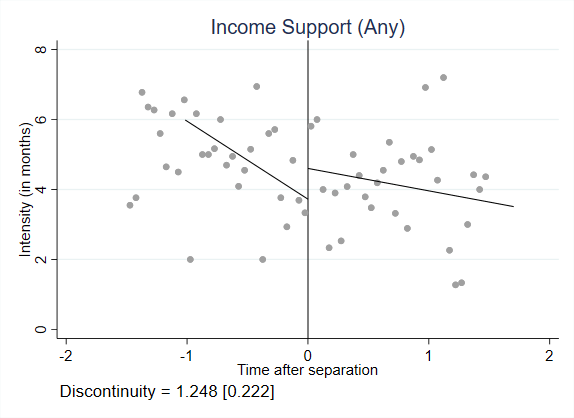 Income Support (Any)
Intensity (in months)
8
6
4
2
0
-2 -1 0 1 2
Time after separation
Discontinuity = 1.248 [0.222]